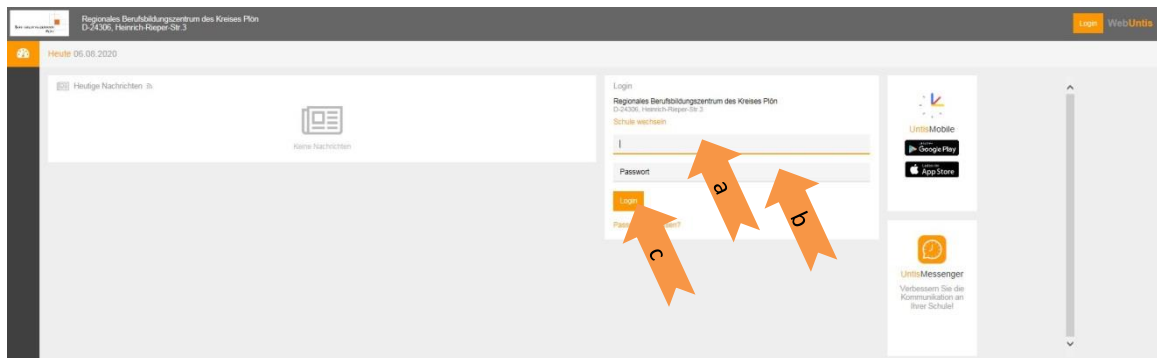 Regionales Berufsbildungszentrum des Kreises Plön
D-24306, Heinrich-Rieper-Str.3
Login
WebUntis
Heute 06.08.2020
Heutige Nachrichten
Keine Nachrichten
Login
Regionales Berufsbildungszentrum des Kreises Plön
D-24306, Heinrich-Rieper-Str.3
Schule wechseln
Passwort
Login
a
b
c
UntisMobile
Google Play
App Store
UntisMessenger
Verbessern Sie die
Kommunikation an
Ihrer Schule!